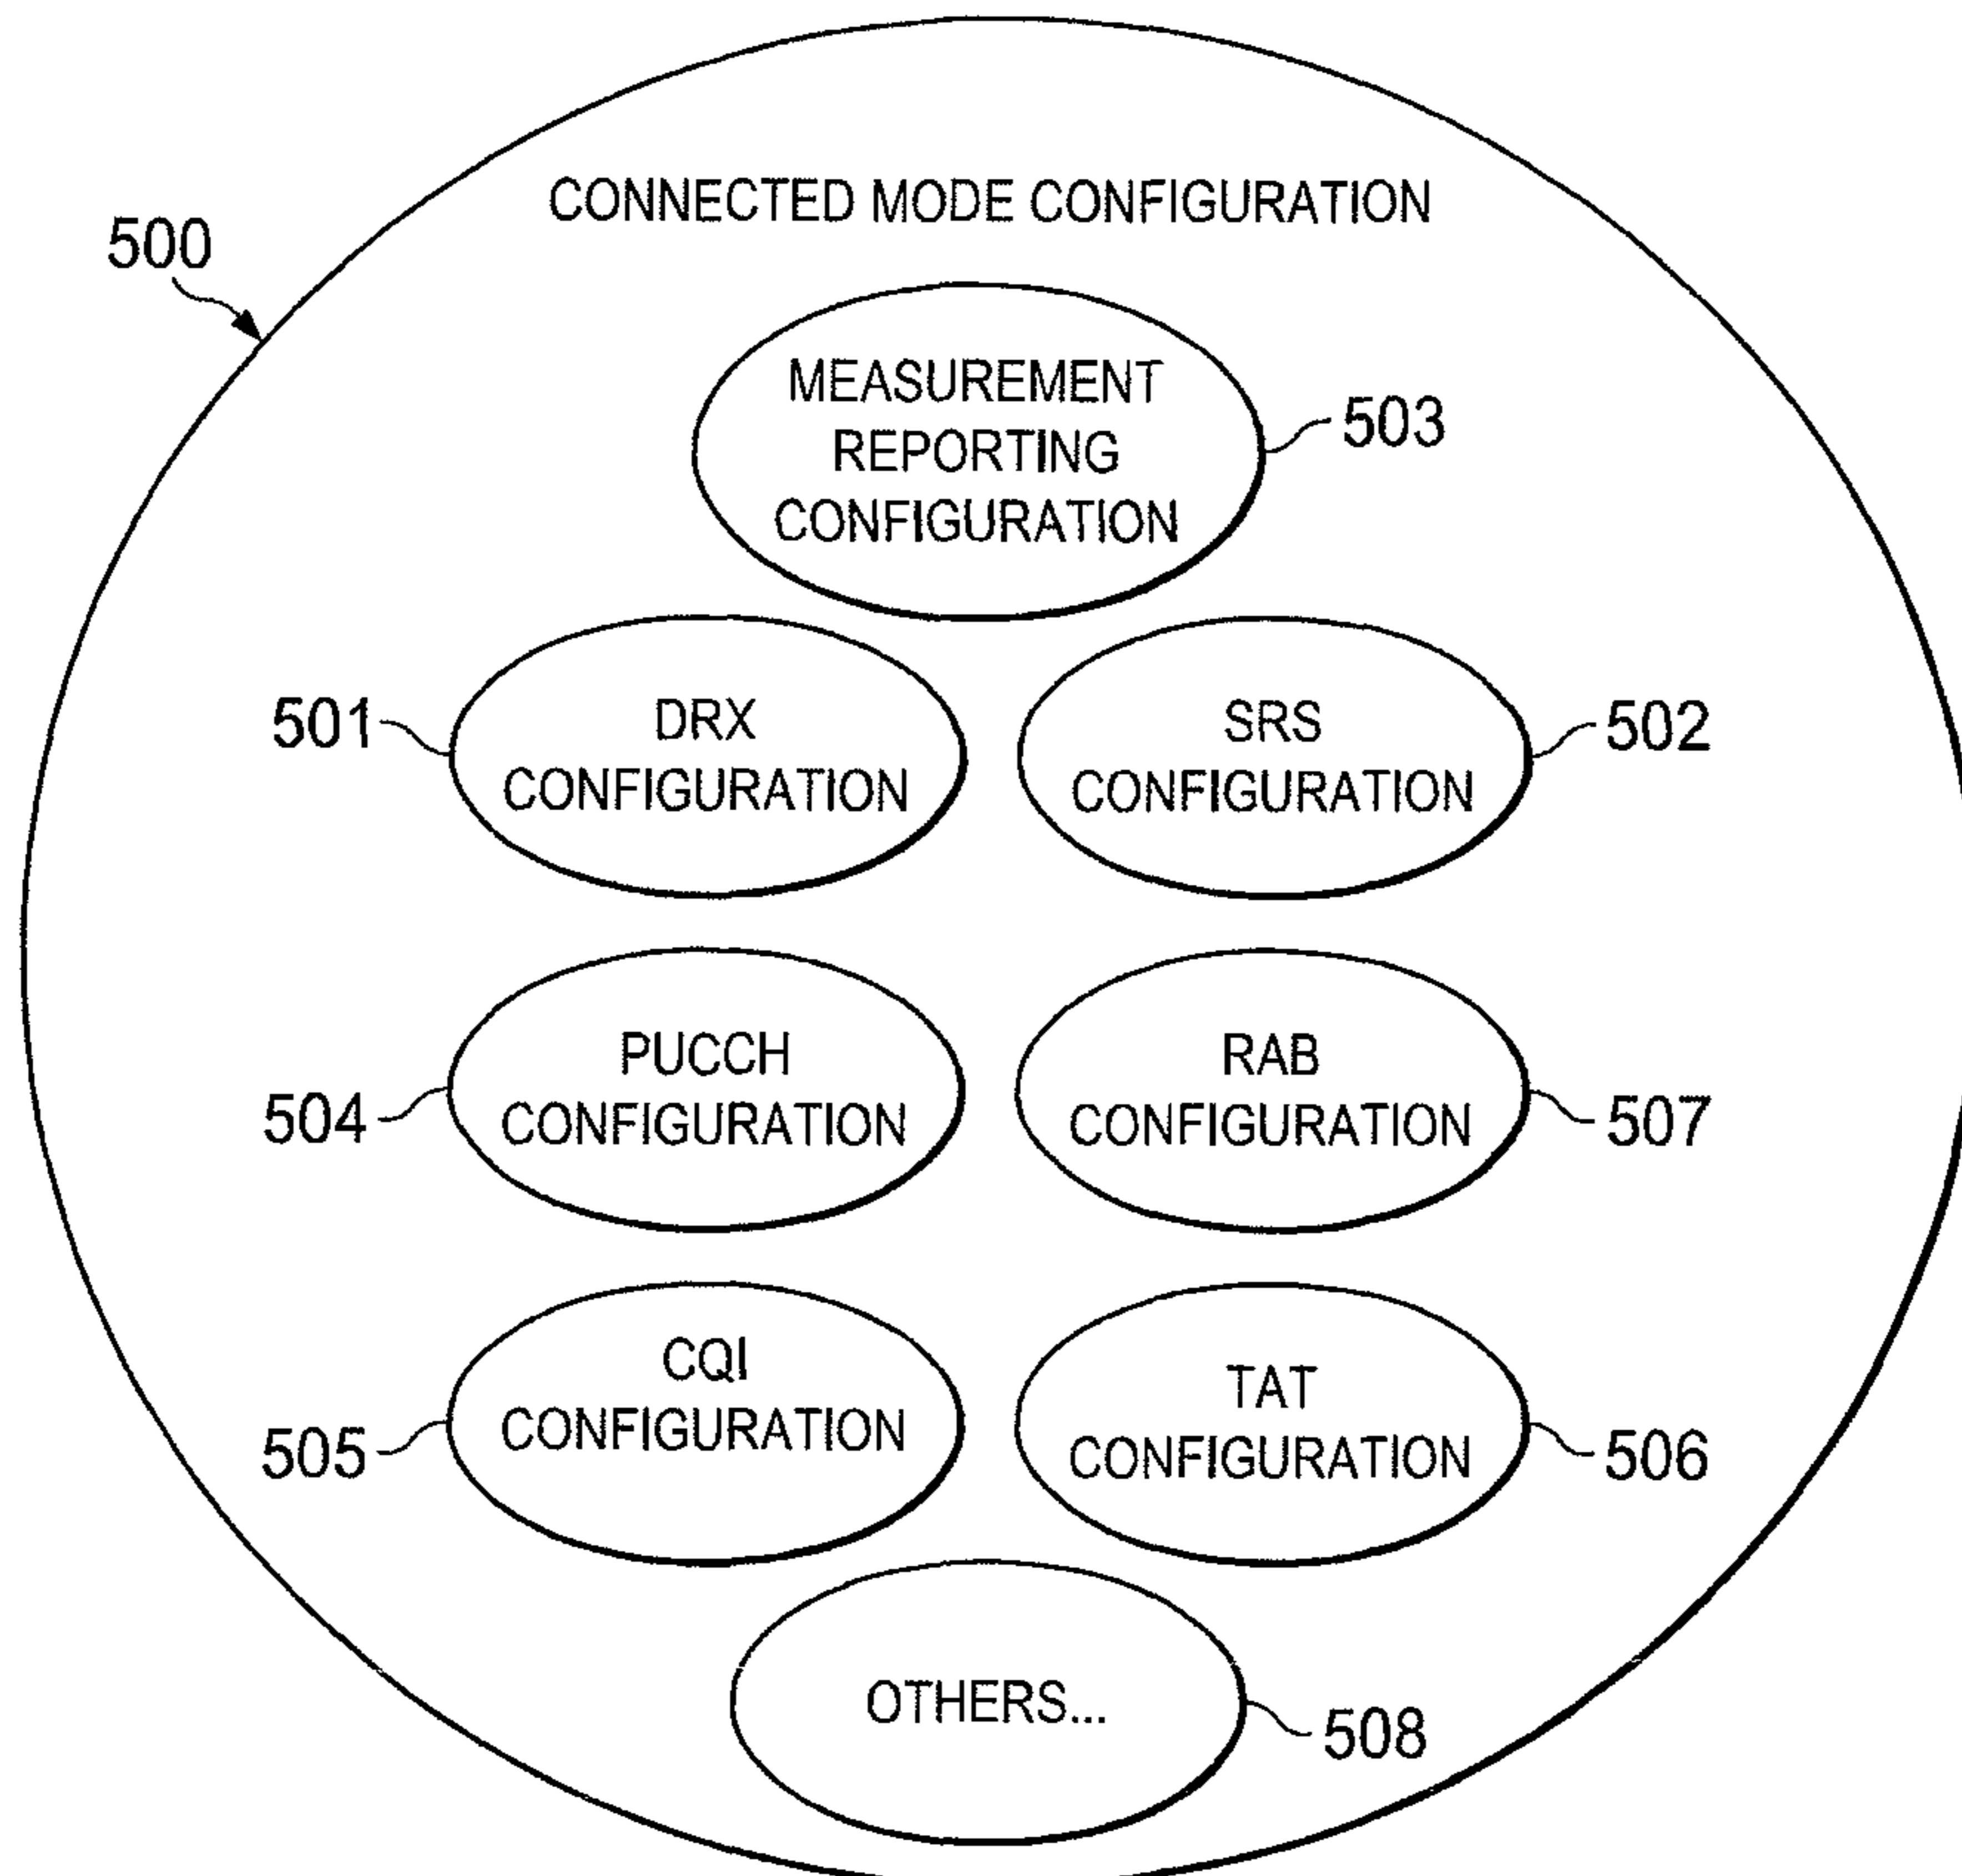 CONNECTED MODE CONFIGURATION
500
MEASUREMENT
REPORTING
CONFIGURATION
503
501
DRX
CONFIGURATION
SRS
CONFIGURATION
502
504
PUCCH
CONFIGURATION
RAB
CONFIGURATION
507
505
CQI
CONFIGURATION
TAT
CONFIGURATION
506
OTHERS...
508